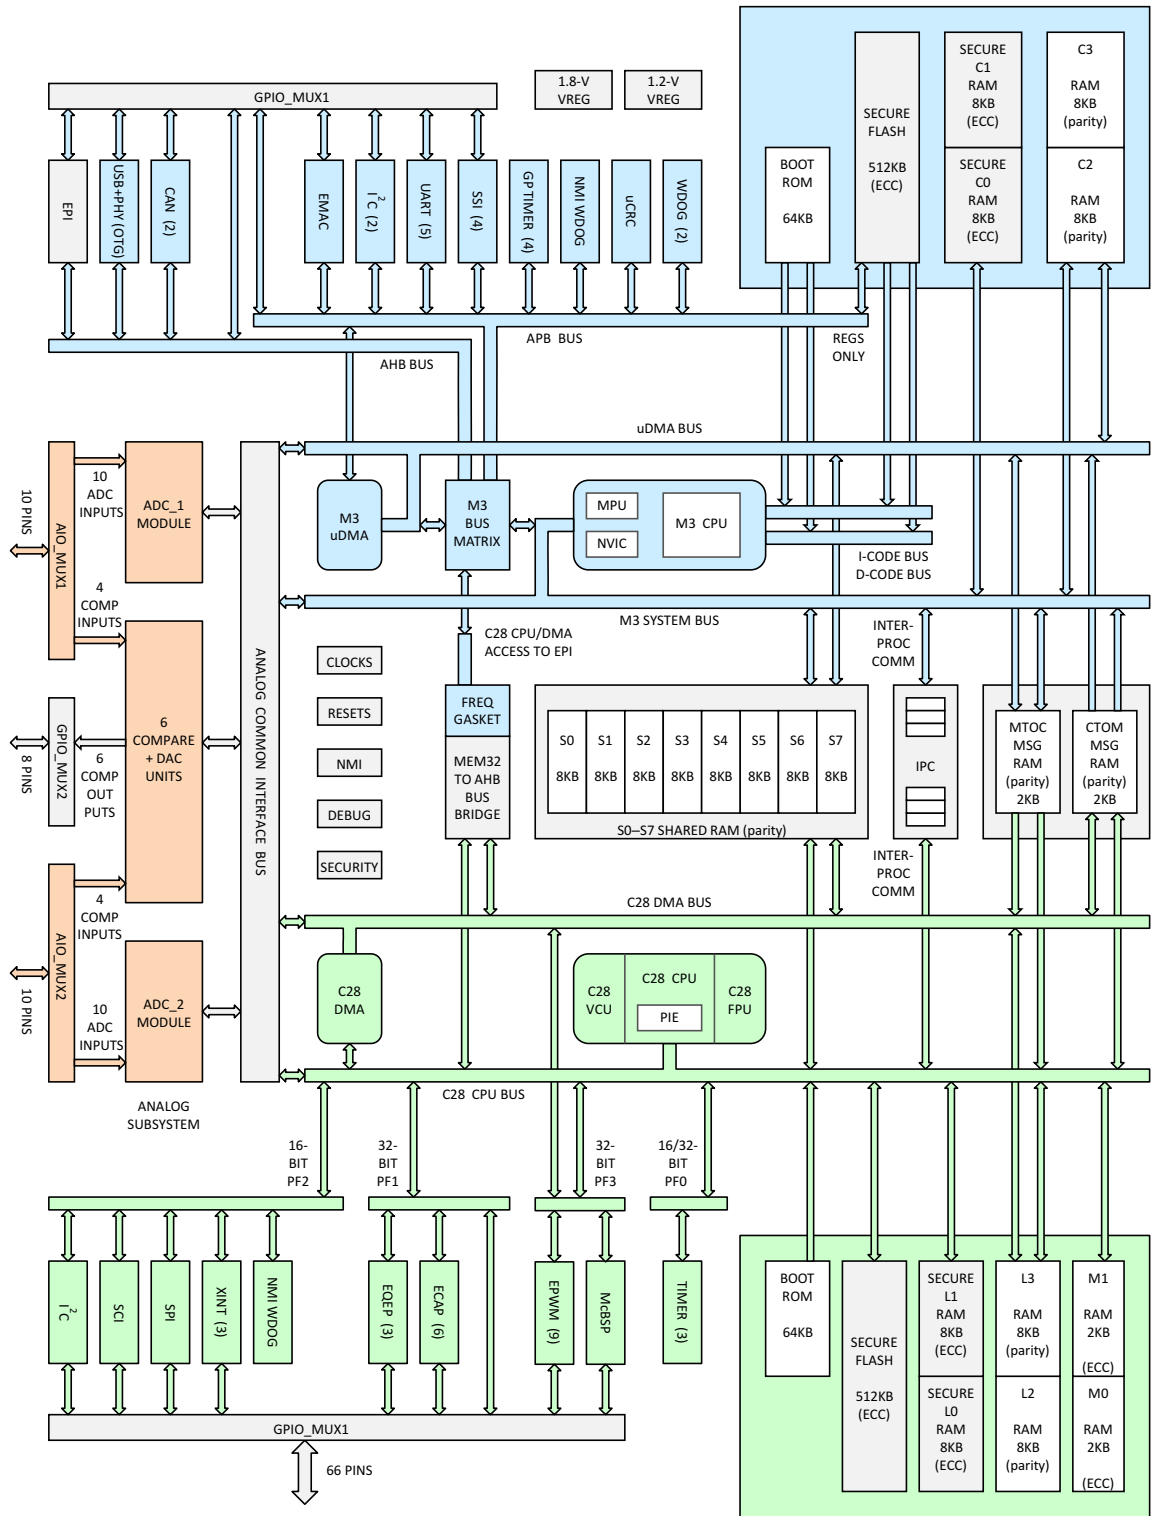 GPIO_MUX1
1.8-V
VREG
1.2-V
VREG
EPI
USB+PHY (OTG)
CAN (2)
EMAC
I2C (2)
UART (5)
SSI (4)
GP TIMER (4)
NMI WDOG
uCRC
WDOG (2)
BOOT
ROM
64KB
SECURE
FLASH
512KB
(ECC)
SECURE
C1
RAM
8KB
(ECC)
SECURE
C0
RAM
8KB
(ECC)
C3
RAM
8KB
(parity)
C2
RAM
8KB
(parity)
APB BUS
REGS
ONLY
AHB BUS
uDMA BUS
10 PINS
AIO_MUX1
10
ADC
INPUTS
ADC_1
MODULE
4
COMP
INPUTS
M3
uDMA
M3
BUS
MATRIX
MPU
NVIC
M3 CPU
I-CODE BUS
D-CODE BUS
M3 SYSTEM BUS
C28 CPU/DMA
ACCESS TO EPI
INTER-
PROC
COMM
ANALOG COMMON INTERFACE BUS
CLOCKS
RESETS
NMI
DEBUG
SECURITY
8 PINS
GPIO_MUX2
6
COMP
OUT
PUTS
6
COMPARE
+ DAC
UNITS
FREQ
GASKET
MEM32
TO AHB
BUS
BRIDGE
S0
8KB
S1
8KB
S2
8KB
S3
8KB
S4
8KB
S5
8KB
S6
8KB
S7
8KB
S0–S7 SHARED RAM (parity)
IPC
MTOC
MSG
RAM
(parity)
2KB
CTOM
MSG
RAM
(parity)
2KB
INTER-
PROC
COMM
4
COMP
INPUTS
AIO_MUX2
10 PINS
10
ADC
INPUTS
ADC_2
MODULE
ANALOG
SUBSYSTEM
C28 DMA BUS
C28
DMA
C28
VCU
C28 CPU
PIE
C28
FPU
C28 CPU BUS
16-
BIT
PF2
32-
BIT
PF1
32-
BIT
PF3
16/32-
BIT
PF0
I2C
SCI
SPI
XINT (3)
NMI WDOG
EQEP (3)
ECAP (6)
EPWM (9)
McBSP
TIMER (3)
GPIO_MUX1
66 PINS
BOOT
ROM
64KB
SECURE
FLASH
512KB
(ECC)
SECURE
L1
RAM
8KB
(ECC)
SECURE
L0
RAM
8KB
(ECC)
L3
RAM
8KB
(parity)
L2
RAM
8KB
(parity)
M1
RAM
2KB
(ECC)
M0
RAM
2KB
(ECC)